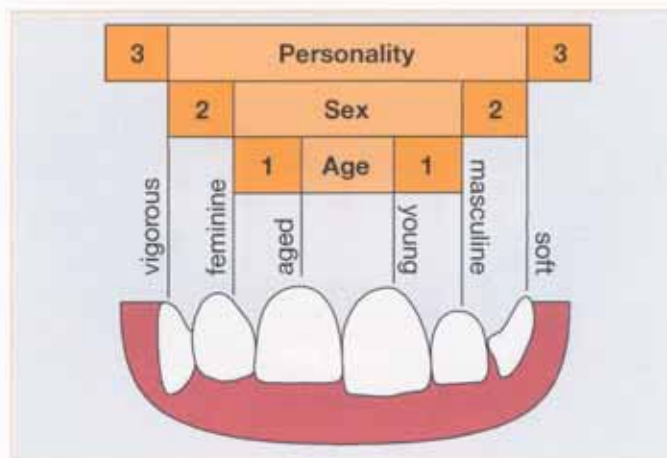 3 Personality 3
2 Sex 2
1 Age 1
vigorous
feminine
aged
young
masculine
soft